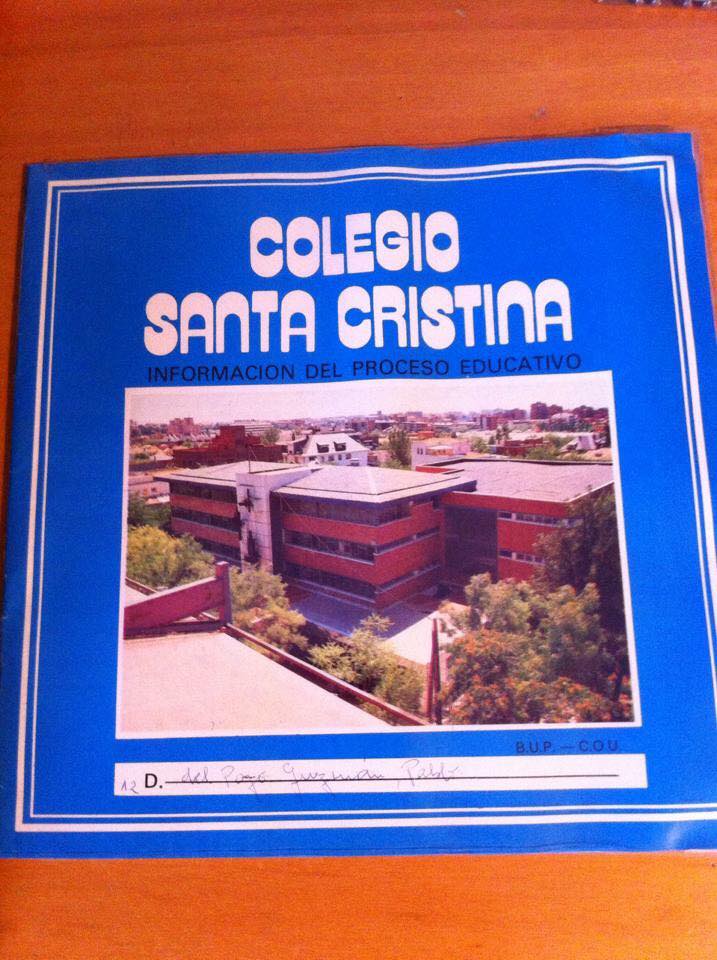 COLEGIO
SANTA CRISTINA
INFORMACION DEL PROCESO EDUCATIVO
B.U.P. — C.O.U.
12 D. del Pozo Guzmán, Pablo